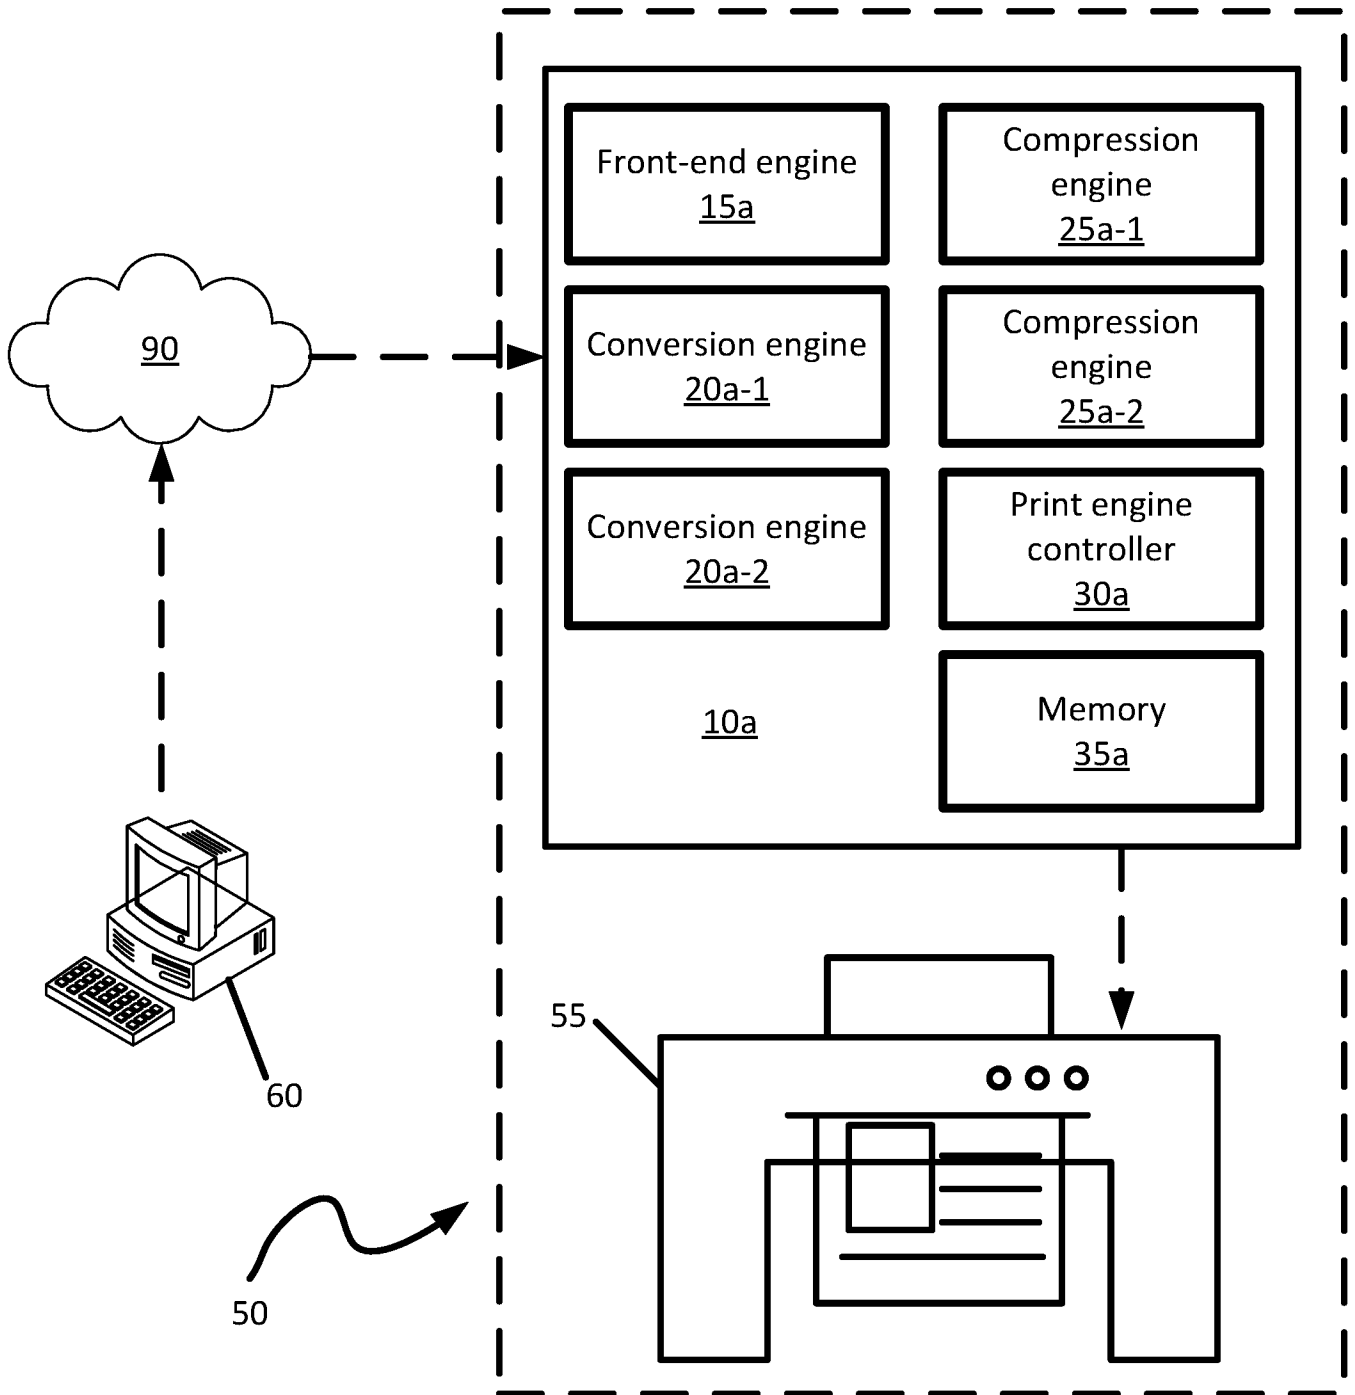 Front-end engine
15a
Compression
engine
25a-1
90
Conversion engine
20a-1
Compression
engine
25a-2
Conversion engine
20a-2
Print engine
controller
30a
10a
Memory
35a
55
60
50